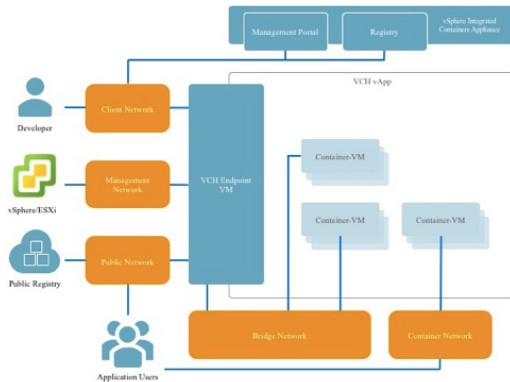 vSphere Integrated
Containers Appliance
Management Portal
Registry
VCH vApp
Developer
Client Network
VCH Endpoint
VM
Container-VM
vSphere/ESXi
Management
Network
Container-VM
Container-VM
Public Registry
Public Network
Bridge Network
Container Network
Application Users